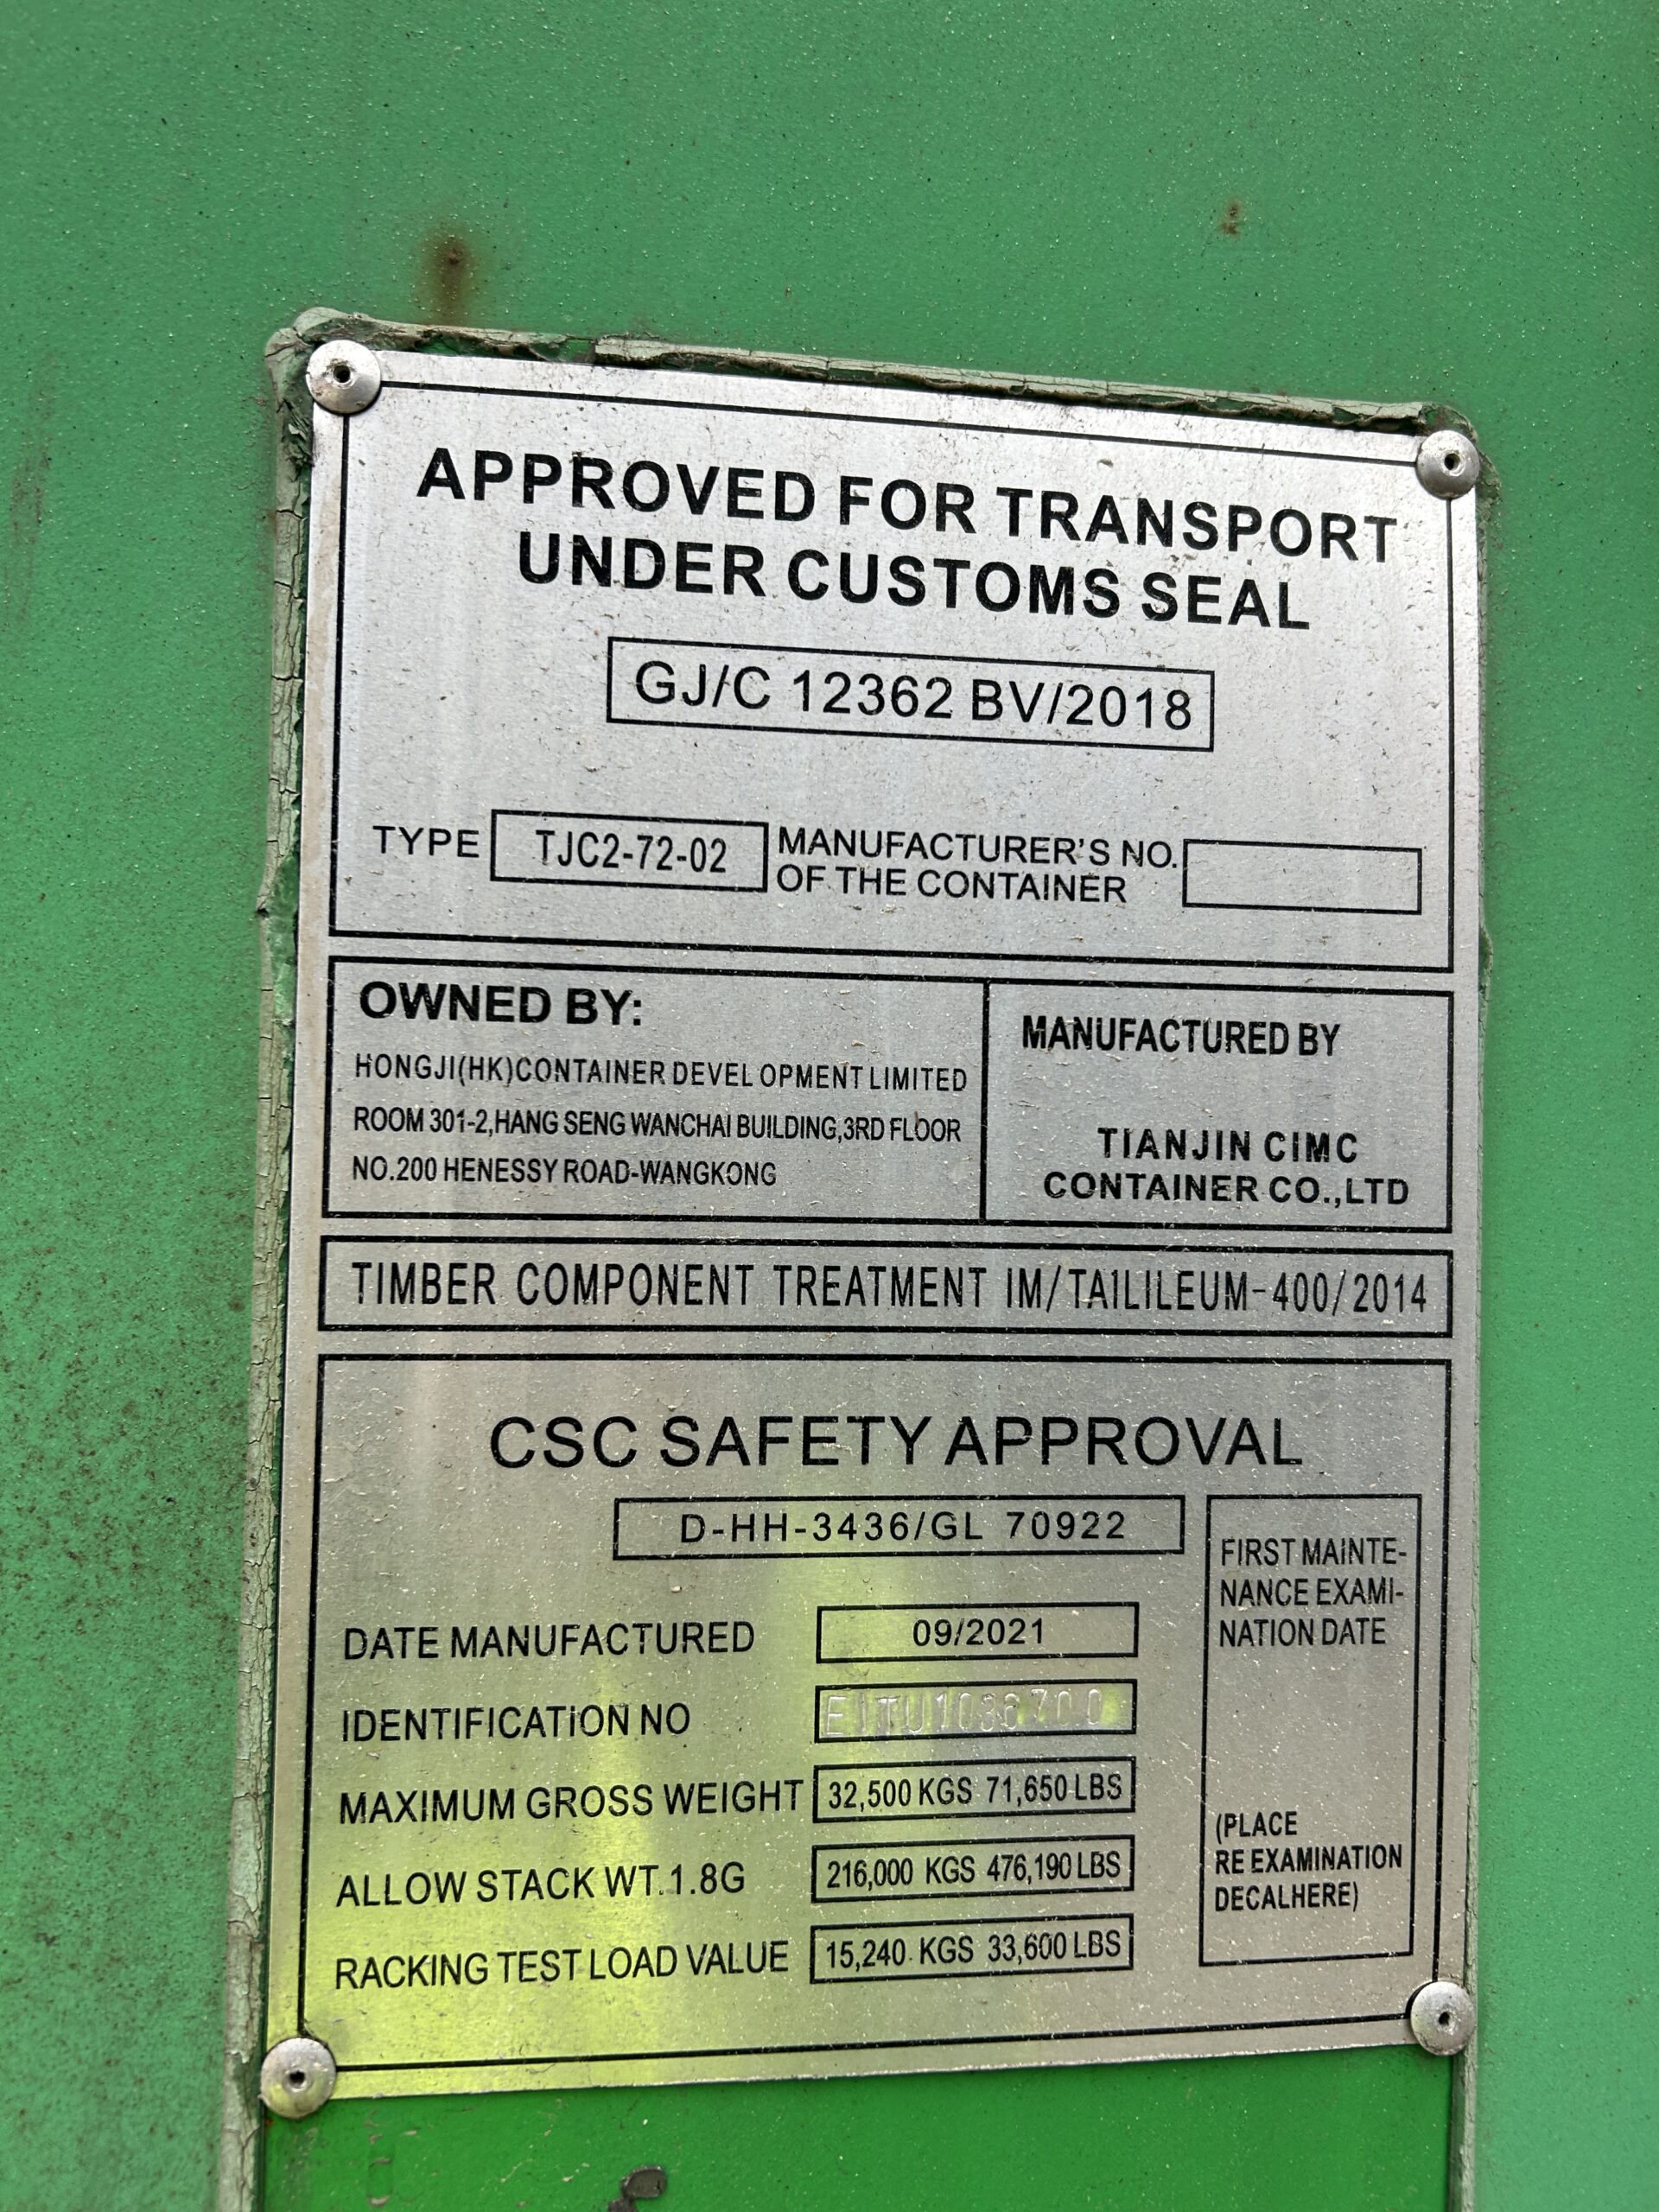 APPROVED FOR TRANSPORT
UNDER CUSTOMS SEAL
GJ/C 12362 BV/2018
TYPE TJC2-72-02 MANUFACTURER'S NO.
OF THE CONTAINER
OWNED BY:
HONGJI(HK)CONTAINER DEVELOPMENT LIMITED
ROOM 301-2,HANG SENG WANCHAI BUILDING,3RD FLOOR
NO.200 HENESSY ROAD-WANGKONG
MANUFACTURED BY
TIANJIN CIMC
CONTAINER CO.,LTD
TIMBER COMPONENT TREATMENT IM/TAILILEUM-400/2014
CSC SAFETY APPROVAL
D-HH-3436/GL 70922
DATE MANUFACTURED 09/2021
IDENTIFICATION NO
MAXIMUM GROSS WEIGHT 32,500 KGS 71,650 LBS
ALLOW STACK WT.1.8G 216,000 KGS 476,190 LBS
RACKING TEST LOAD VALUE 15,240 KGS 33,600 LBS
FIRST MAINTE-
NANCE EXAMI-
NATION DATE
(PLACE
RE EXAMINATION
DECALHERE)